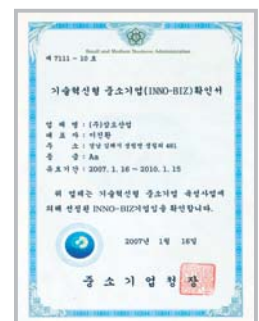 Small and Medium Business Administration
제 7111 - 10 호
기술혁신형 중소기업(INNO-BIZ)확인서
업 체 명 : (주)삼호산업
대 표 자 : 이전환
주 소 : 경남 김해시 생림면 생림리 401
등 급 : Aa
유효기간 : 2007. 1. 16 ~ 2010. 1. 15
위 업체는 기술혁신형 중소기업 육성사업에
의해 선정된 INNO-BIZ기업임을 확인합니다.
2007년 1월 16일
중 소 기 업 청 장